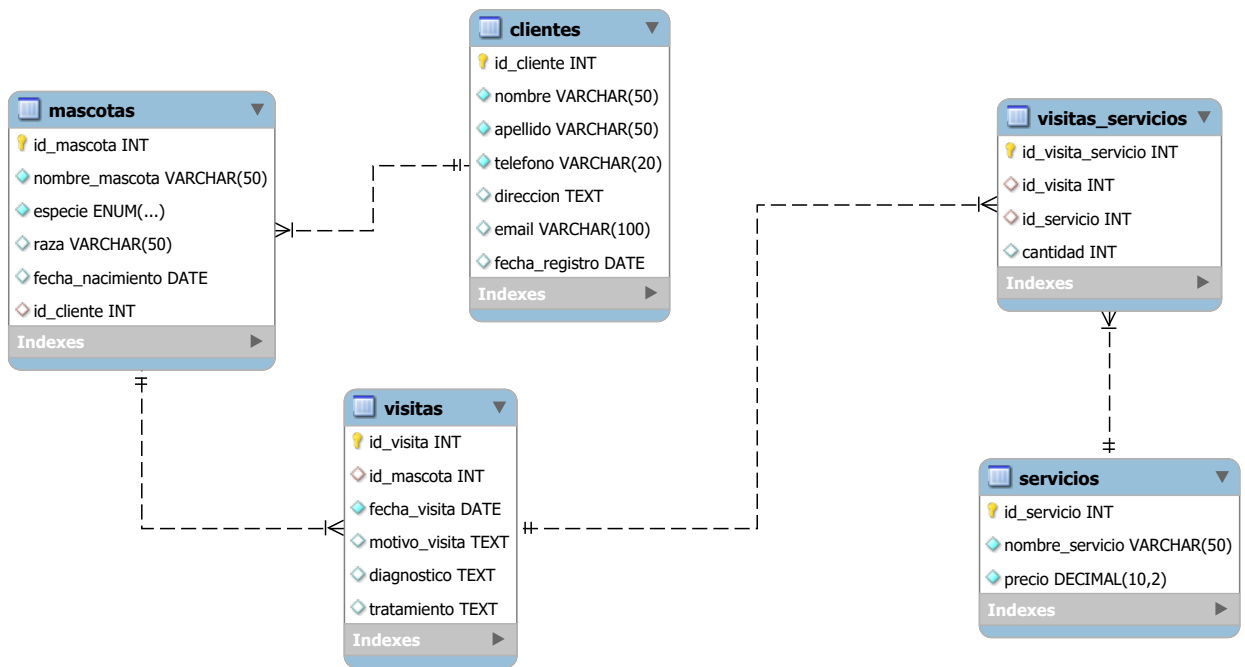 clientes
id_cliente INT
nombre VARCHAR(50)
apellido VARCHAR(50)
telefono VARCHAR(20)
direccion TEXT
email VARCHAR(100)
fecha_registro DATE
Indexes
mascotas
id_mascota INT
nombre_mascota VARCHAR(50)
especie ENUM(...)
raza VARCHAR(50)
fecha_nacimiento DATE
id_cliente INT
Indexes
visitas_servicios
id_visita_servicio INT
id_visita INT
id_servicio INT
cantidad INT
Indexes
visitas
id_visita INT
id_mascota INT
fecha_visita DATE
motivo_visita TEXT
diagnostico TEXT
tratamiento TEXT
Indexes
servicios
id_servicio INT
nombre_servicio VARCHAR(50)
precio DECIMAL(10,2)
Indexes